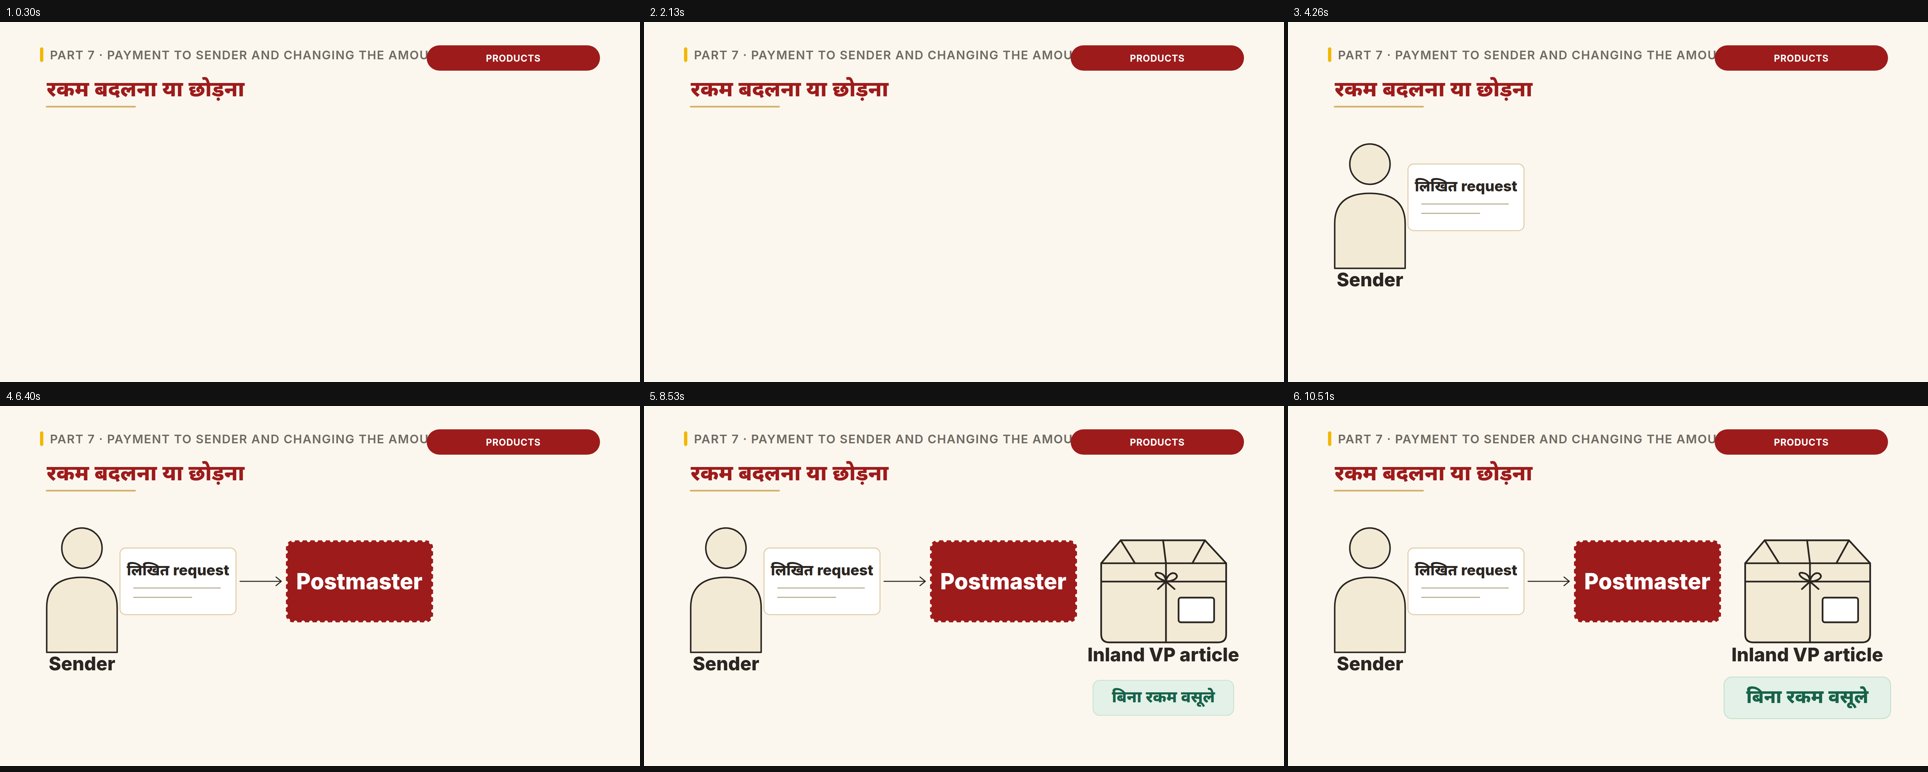 1. 0.30s
PART 7 · PAYMENT TO SENDER AND CHANGING THE AMOU
PRODUCTS
रकम बदलना या छोड़ना
2. 2.13s
PART 7 · PAYMENT TO SENDER AND CHANGING THE AMOU
PRODUCTS
रकम बदलना या छोड़ना
3. 4.26s
PART 7 · PAYMENT TO SENDER AND CHANGING THE AMOU
PRODUCTS
रकम बदलना या छोड़ना
लिखित request
Sender
4. 6.40s
PART 7 · PAYMENT TO SENDER AND CHANGING THE AMOU
PRODUCTS
रकम बदलना या छोड़ना
लिखित request
Postmaster
Sender
5. 8.53s
PART 7 · PAYMENT TO SENDER AND CHANGING THE AMOU
PRODUCTS
रकम बदलना या छोड़ना
लिखित request
Postmaster
Sender
Inland VP article
बिना रकम वसूले
6. 10.51s
PART 7 · PAYMENT TO SENDER AND CHANGING THE AMOU
PRODUCTS
रकम बदलना या छोड़ना
लिखित request
Postmaster
Sender
Inland VP article
बिना रकम वसूले